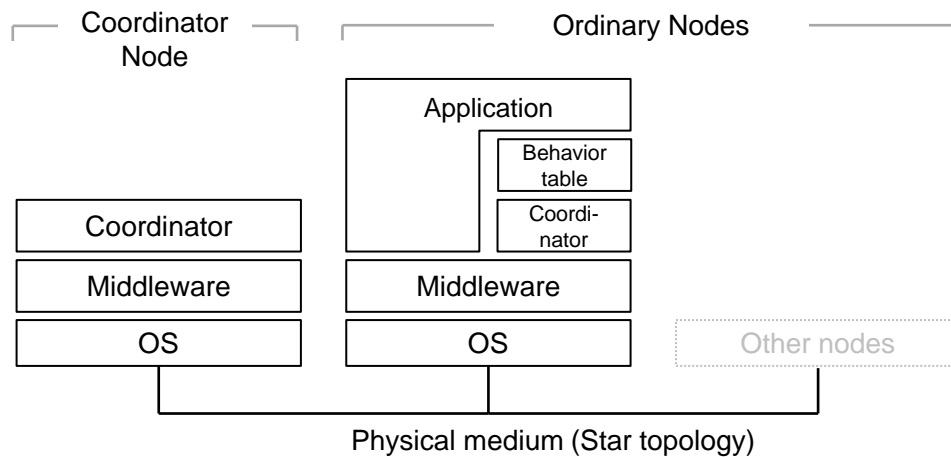 Coordinator
Node
Ordinary Nodes
Application
Behavior
table
Coordi-
nator
Coordinator
Middleware
Middleware
OS
OS
Other nodes
Physical medium (Star topology)